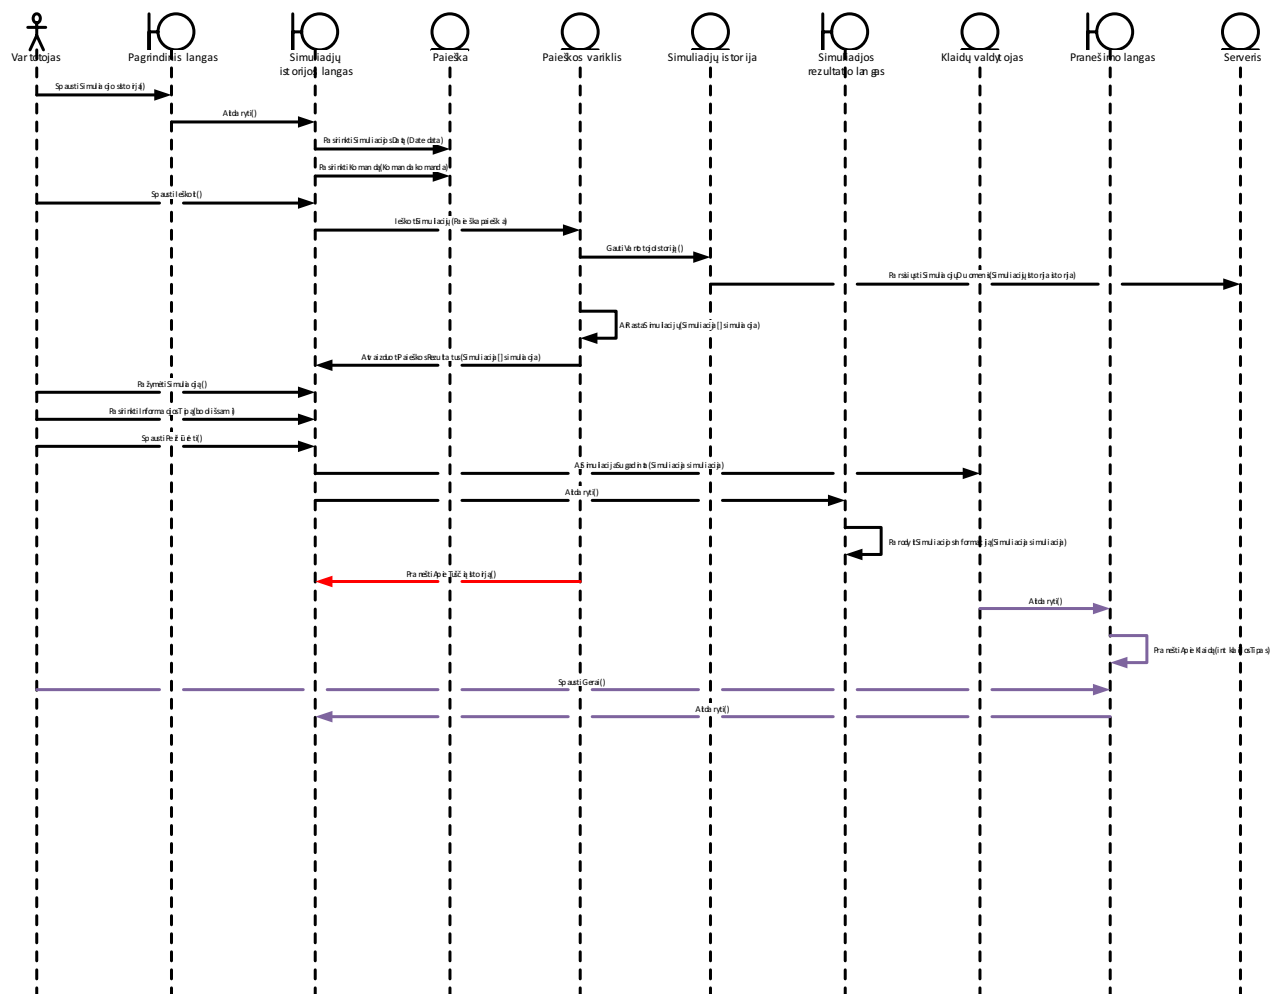 Vartotojas
Pagrindinis langas
Simuliacijų
istorijos langas
Paieška
Paieškos variklis
Simuliacijų istorija
Simuliacijos
rezultato langas
Klaidų valdytojas
Pranešimo langas
Serveris
SpaustiSimuliacijosIstorija()
Atidaryti()
PasirinktiSimuliacijosDatą(Date data)
PasirinktiKomandą(Komanda komanda)
SpaustiIeškoti()
IeškotiSimuliacijų(Paieška paieška)
GautiVartotojoIstoriją()
ParsiųstiSimuliacijųDuomenis(SimuliacijųIstorija istorija)
ArRastaSimuliacijų(Simuliacija[] simuliacija)
AtvaizduotiPaieškosRezultatus(Simuliacija[] simuliacija)
PažymėtiSimuliaciją()
PasirinktiInformacijosTipą(bool išsami)
SpaustiPeržiūrėti()
ArSimuliacijaSugadinta(Simuliacija simuliacija)
Atidaryti()
ParodytiSimuliacijosInformaciją(Simuliacija simuliacija)
PraneštiApieTuščiąIstoriją()
Atidaryti()
PraneštiApieKlaidą(int klaidosTipas)
SpaustiGerai()
Atidaryti()